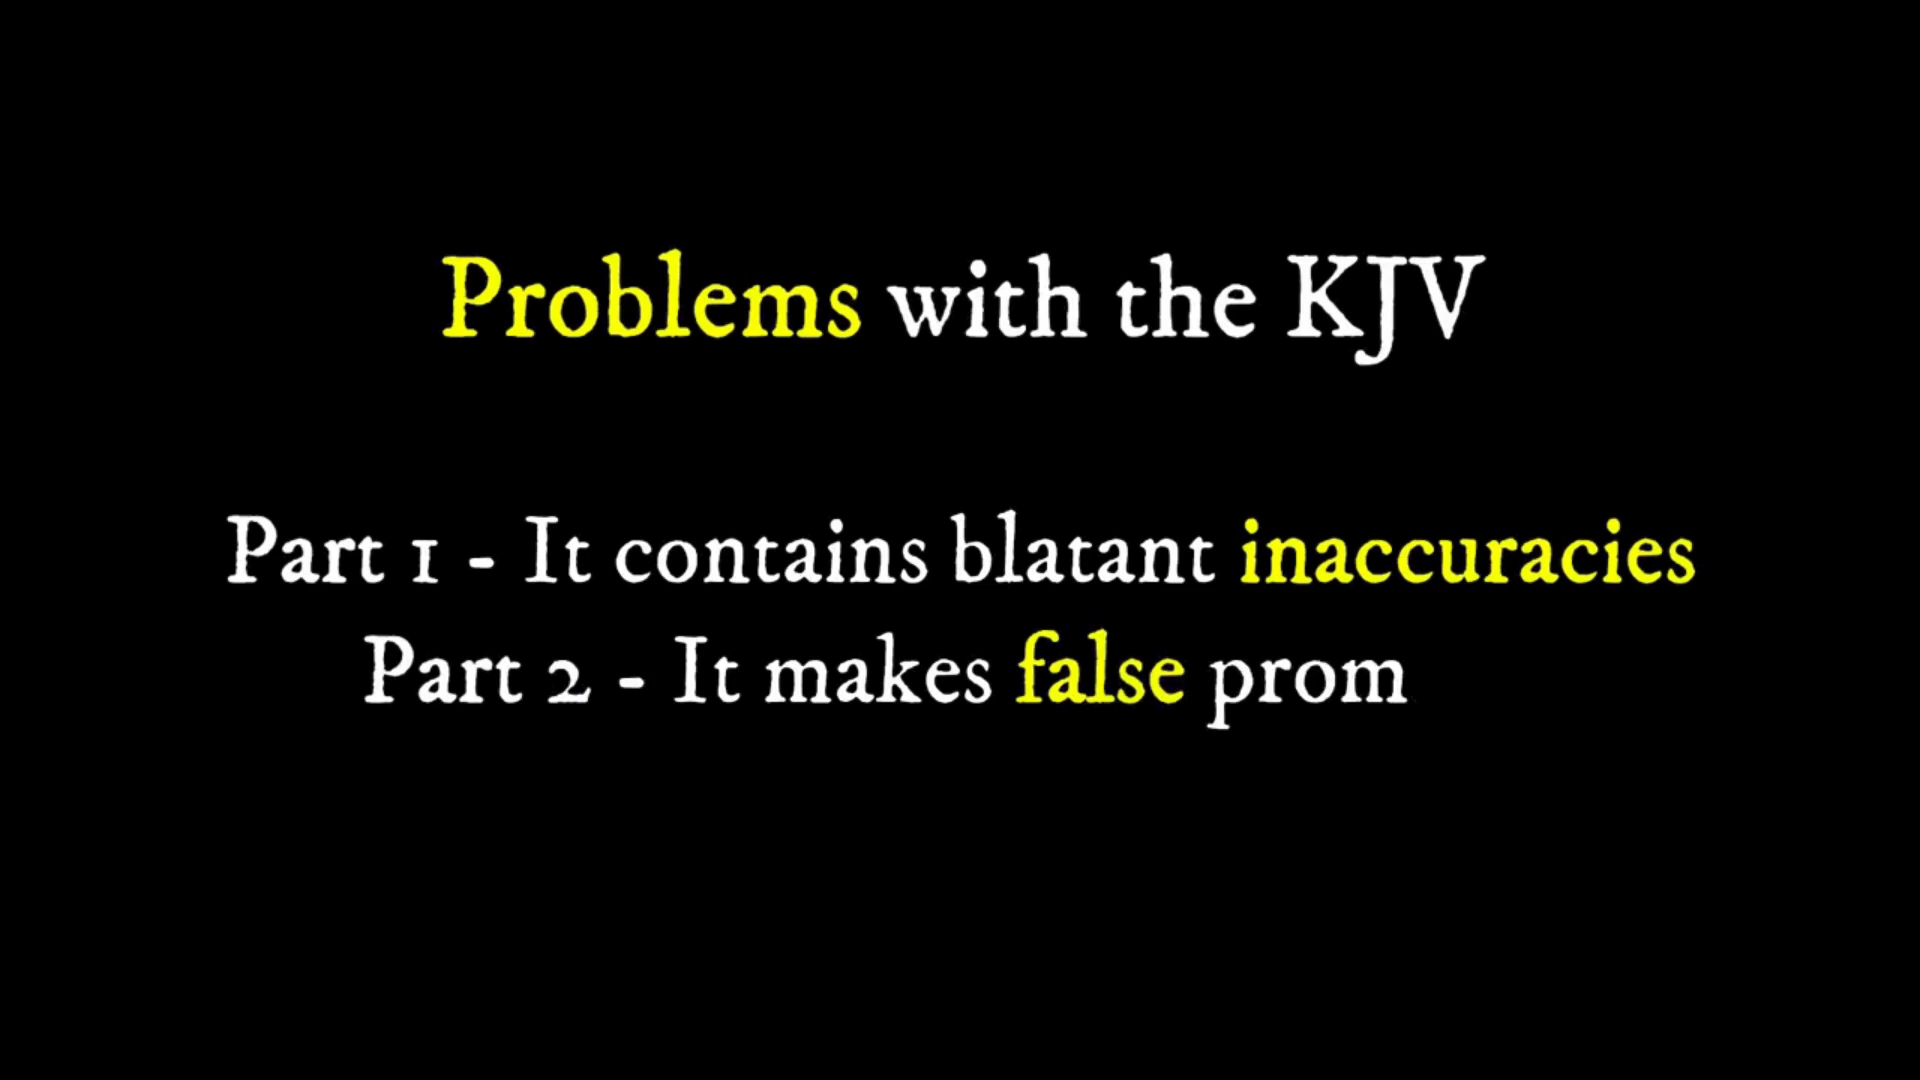 Problems with the KJV
Part 1 - It contains blatant inaccuracies
Part 2 - It makes false prom